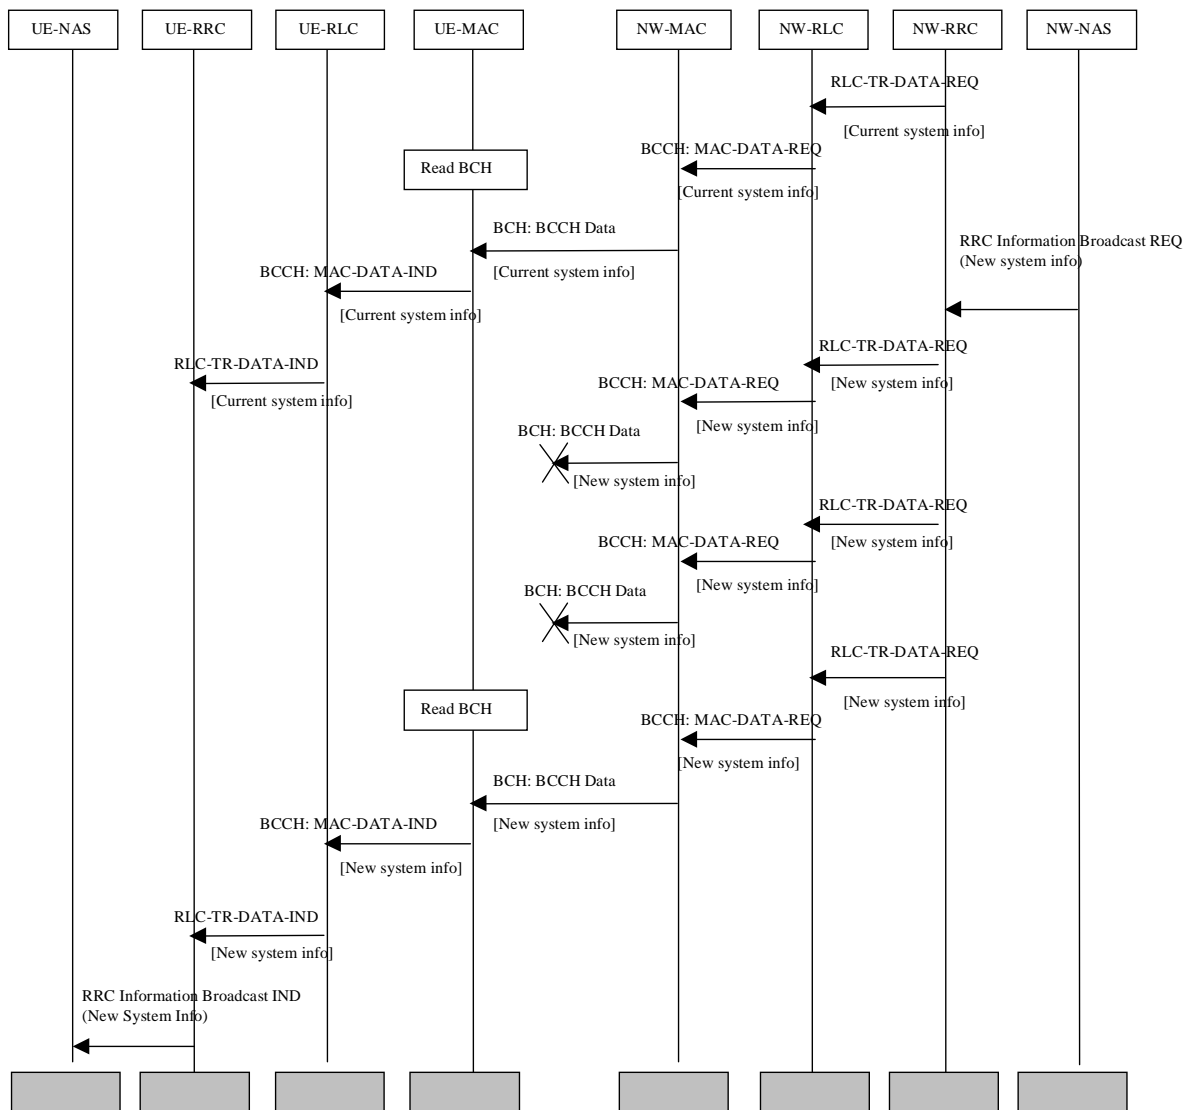 UE-NAS
UE-RRC
UE-RLC
UE-MAC
NW-MAC
NW-RLC
NW-RRC
NW-NAS
RLC-TR-DATA-REQ
[Current system info]
BCCH: MAC-DATA-REQ
Read BCH
[Current system info]
BCH: BCCH Data
RRC Information Broadcast REQ
(New system info)
[Current system info]
BCCH: MAC-DATA-IND
[Current system info]
RLC-TR-DATA-REQ
RLC-TR-DATA-IND
[New system info]
BCCH: MAC-DATA-REQ
[Current system info]
[New system info]
BCH: BCCH Data
[New system info]
RLC-TR-DATA-REQ
[New system info]
BCCH: MAC-DATA-REQ
[New system info]
BCH: BCCH Data
[New system info]
RLC-TR-DATA-REQ
[New system info]
Read BCH
BCCH: MAC-DATA-REQ
[New system info]
BCH: BCCH Data
[New system info]
BCCH: MAC-DATA-IND
[New system info]
RLC-TR-DATA-IND
[New system info]
RRC Information Broadcast IND
(New System Info)